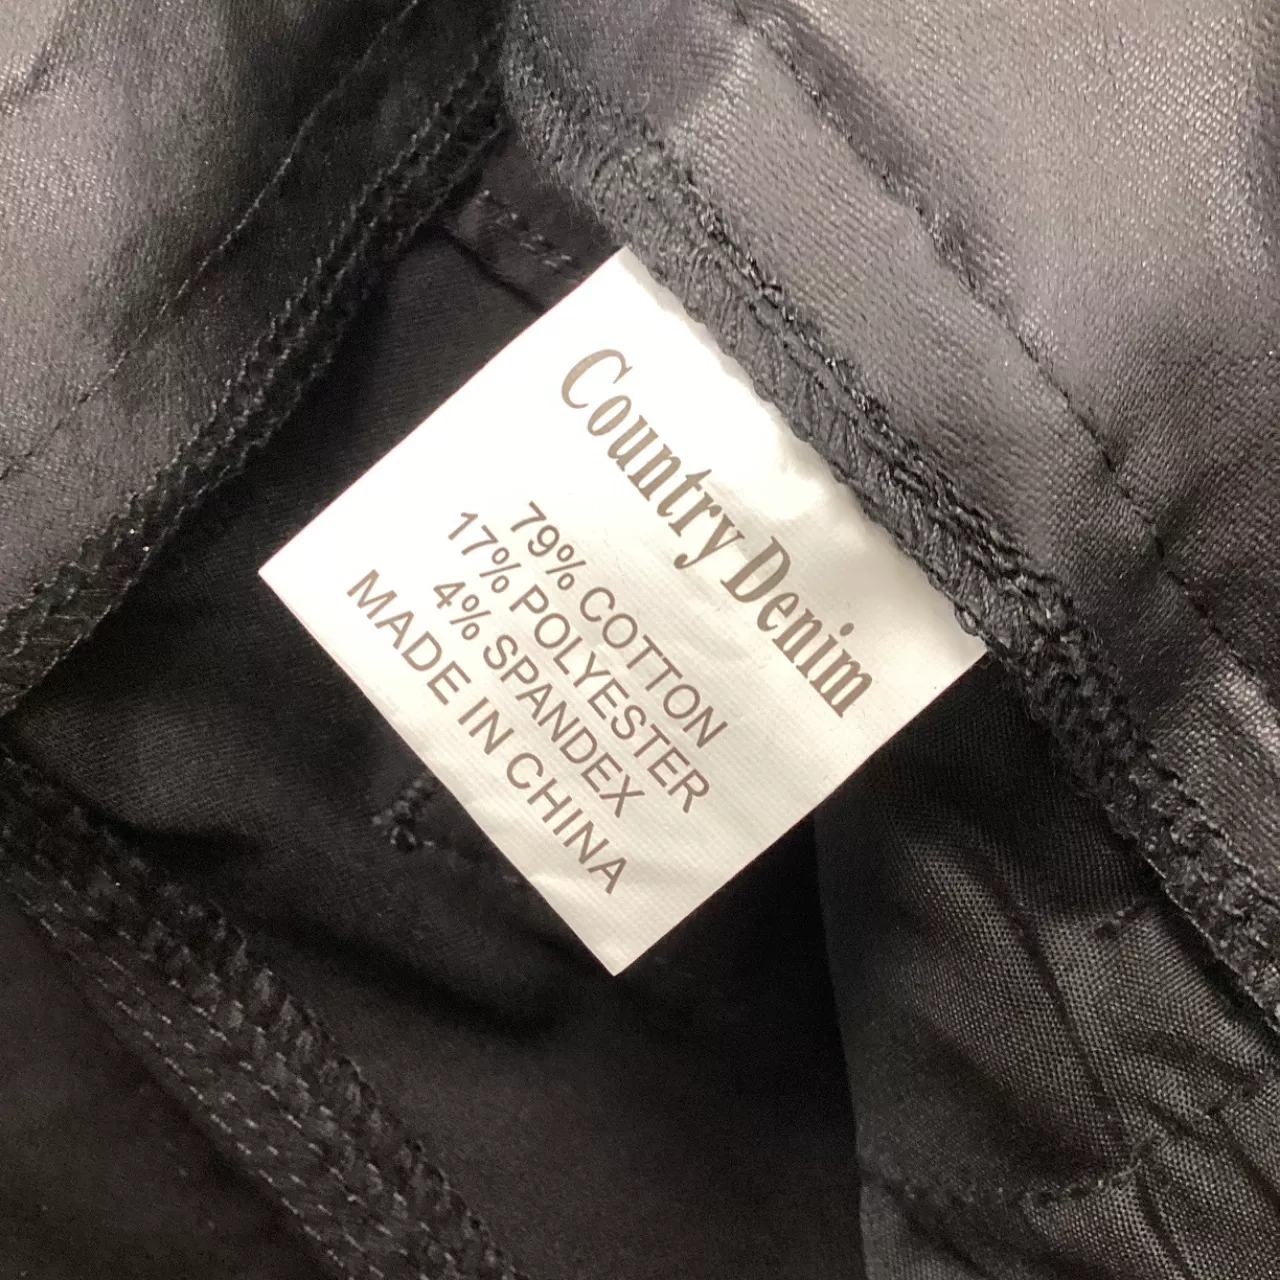 Country Denim
79% COTTON
17% POLYESTER
4% SPANDEX
MADE IN CHINA